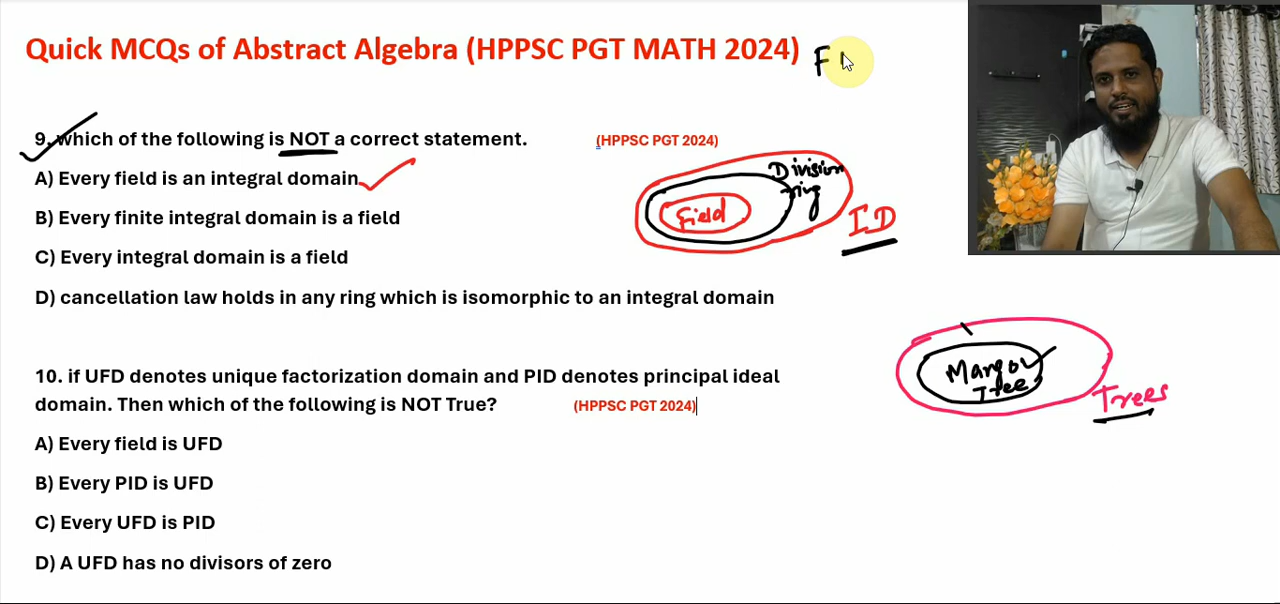 Quick MCQs of Abstract Algebra (HPPSC PGT MATH 2024) F
9. which of the following is NOT a correct statement. (HPPSC PGT 2024)
A) Every field is an integral domain
Division
ring
Field
ID
B) Every finite integral domain is a field
C) Every integral domain is a field
D) cancellation law holds in any ring which is isomorphic to an integral domain
10. if UFD denotes unique factorization domain and PID denotes principal ideal
domain. Then which of the following is NOT True? (HPPSC PGT 2024)
Mango
Tree
Trees
A) Every field is UFD
B) Every PID is UFD
C) Every UFD is PID
D) A UFD has no divisors of zero